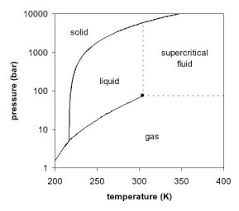 10000
solid
1000
supercritical
fluid
liquid
100
10
gas
1
200
250
300
350
400
pressure (bar)
temperature (K)